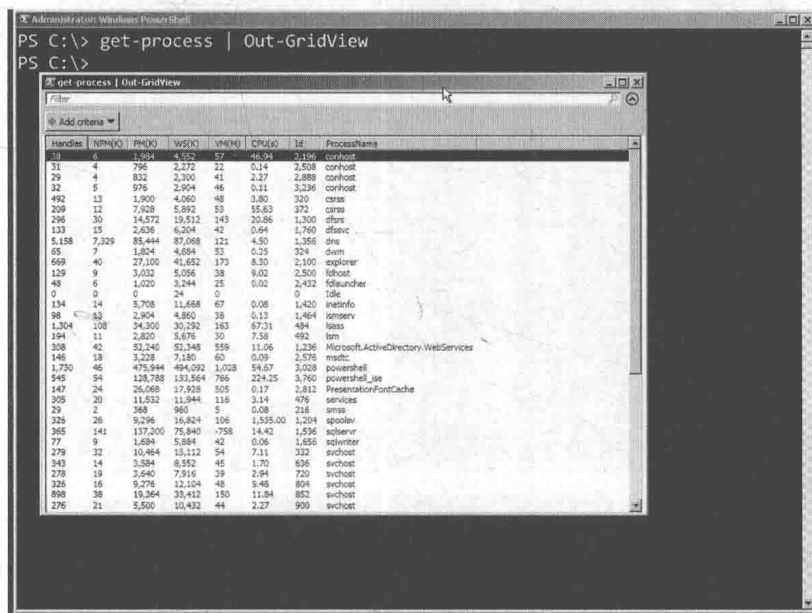 Administrator: Windows PowerShell
PS C:\> get-process | Out-GridView
PS C:\>
get-process | Out-GridView
Filter
Add criteria
Handles NPM(K) PM(K) WS(K) VM(M) CPU(s) Id ProcessName
38 6 1,984 4,552 57 46.94 2,196 conhost
31 4 796 2,272 22 0.14 2,508 conhost
29 4 832 2,300 41 2.27 2,888 conhost
32 5 976 2,904 46 0.11 3,236 conhost
492 13 1,900 4,060 48 3.80 320 csrss
209 12 7,928 5,892 53 55.63 372 csrss
296 30 14,572 19,512 143 20.86 1,300 dfsrs
133 15 2,636 6,204 42 0.64 1,760 dfssvc
5,158 7,329 85,444 87,068 121 4.50 1,356 dns
65 7 1,824 4,684 53 0.25 324 dwm
669 40 27,100 41,652 173 8.30 2,100 explorer
129 9 3,032 5,056 38 9.02 2,500 fdhost
48 6 1,020 3,244 25 0.02 2,432 fdlauncher
0 0 0 24 0 0 Idle
134 14 5,708 11,668 67 0.08 1,420 inetinfo
98 13 2,904 4,860 38 0.13 1,464 ismserv
1,304 108 34,300 30,292 163 67.31 484 lsass
194 11 2,820 5,676 30 7.58 492 lsm
308 42 52,240 52,348 559 11.06 1,236 Microsoft.ActiveDirectory.WebServices
146 18 3,228 7,180 60 0.09 2,576 msdtc
1,730 46 475,944 494,092 1,028 54.67 3,028 powershell
545 54 128,788 133,564 766 224.25 3,760 powershell_ise
147 24 26,068 17,928 505 0.17 2,812 PresentationFontCache
305 20 11,532 11,944 116 3.14 476 services
29 2 368 960 5 0.08 216 smss
326 26 9,296 16,824 106 1,535.00 1,204 spoolsv
365 141 137,200 75,840 -758 14.42 1,536 sqlservr
77 9 1,684 5,884 42 0.06 1,656 sqlwriter
279 32 10,464 13,112 54 7.11 332 svchost
343 14 3,584 8,552 45 1.70 636 svchost
278 19 3,640 7,916 39 2.94 720 svchost
326 16 9,276 12,104 48 9.48 804 svchost
898 38 19,364 33,412 150 11.84 852 svchost
276 21 5,500 10,432 44 2.27 900 svchost